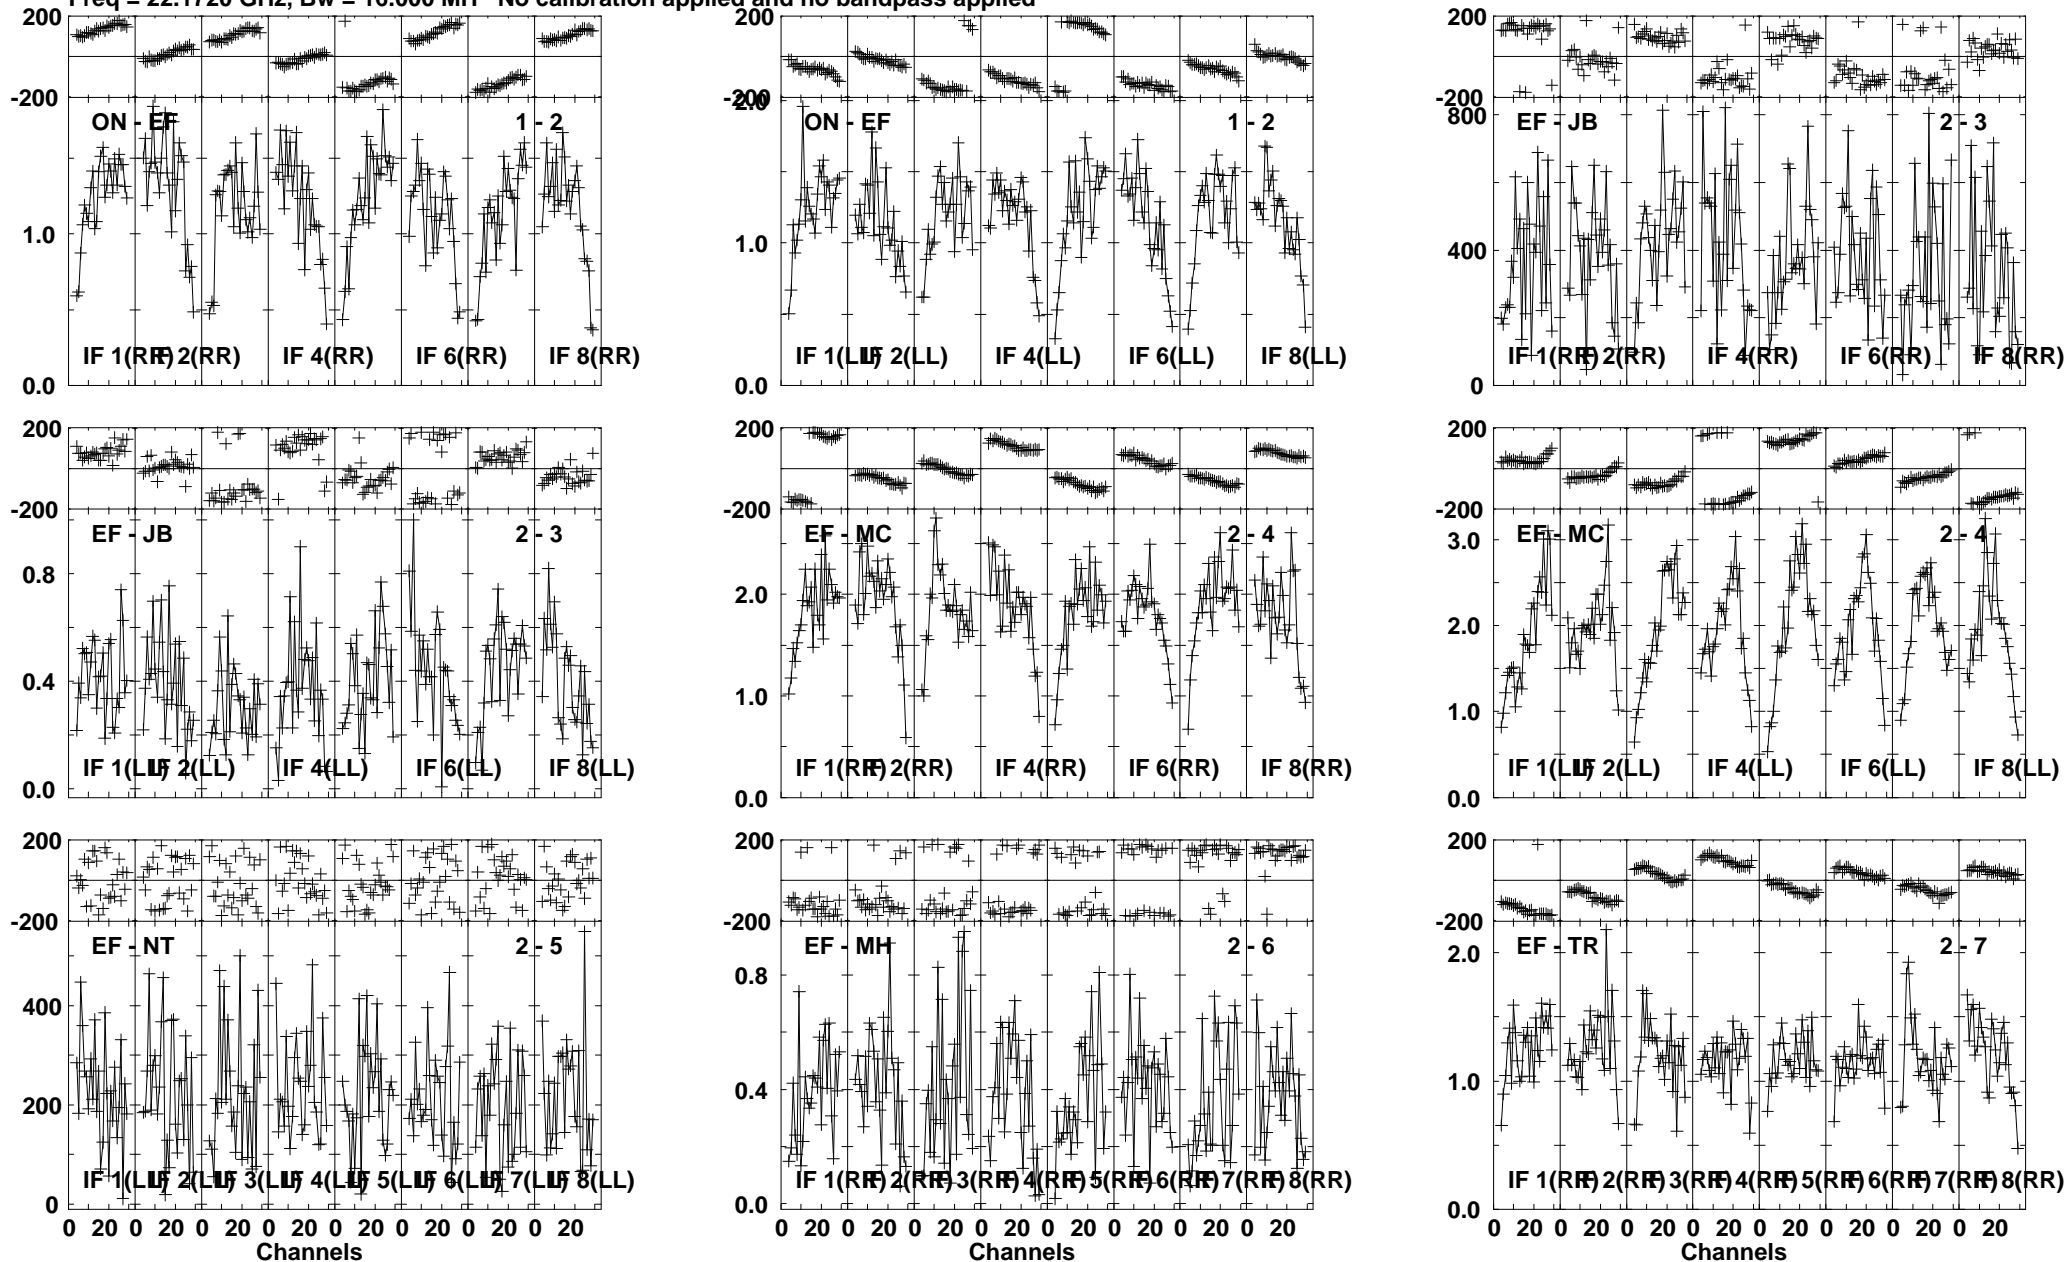 Freq = 22.1720 GHz, Bw = 16.000 MH No calibration applied and no bandpass applied
200
-200
ON - EF 1 - 2
1.0
0.0
IF 1(RR) IF 2(RR) IF 4(RR) IF 6(RR) IF 8(RR)
-200
2.0
ON - EF 1 - 2
1.0
0.0
IF 1(LL) IF 2(LL) IF 4(LL) IF 6(LL) IF 8(LL)
200
-200
800
EF - JB 2 - 3
400
0
IF 1(RR) IF 2(RR) IF 4(RR) IF 6(RR) IF 8(RR)
200
-200
EF - JB 2 - 3
0.8
0.4
0.0
IF 1(LL) IF 2(LL) IF 4(LL) IF 6(LL) IF 8(LL)
200
-200
EF - MC 2 - 4
2.0
1.0
0.0
IF 1(RR) IF 2(RR) IF 4(RR) IF 6(RR) IF 8(RR)
200
-200
EF - MC 2 - 4
3.0
2.0
1.0
0.0
IF 1(LL) IF 2(LL) IF 4(LL) IF 6(LL) IF 8(LL)
200
-200
EF - NT 2 - 5
400
200
0
IF 1(LL) IF 2(LL) IF 3(LL) IF 4(LL) IF 5(LL) IF 6(LL) IF 7(LL) IF 8(LL)
0 20 0 20 0 20 0 20 0 20 0 20 0 20 0 20
Channels
200
-200
EF - MH 2 - 6
0.8
0.4
0.0
IF 1(RR) IF 2(RR) IF 3(RR) IF 4(RR) IF 5(RR) IF 6(RR) IF 7(RR) IF 8(RR)
0 20 0 20 0 20 0 20 0 20 0 20 0 20 0 20
Channels
200
-200
EF - TR 2 - 7
2.0
1.0
0.0
IF 1(RR) IF 2(RR) IF 3(RR) IF 4(RR) IF 5(RR) IF 6(RR) IF 7(RR) IF 8(RR)
0 20 0 20 0 20 0 20 0 20 0 20 0 20 0 20
Channels